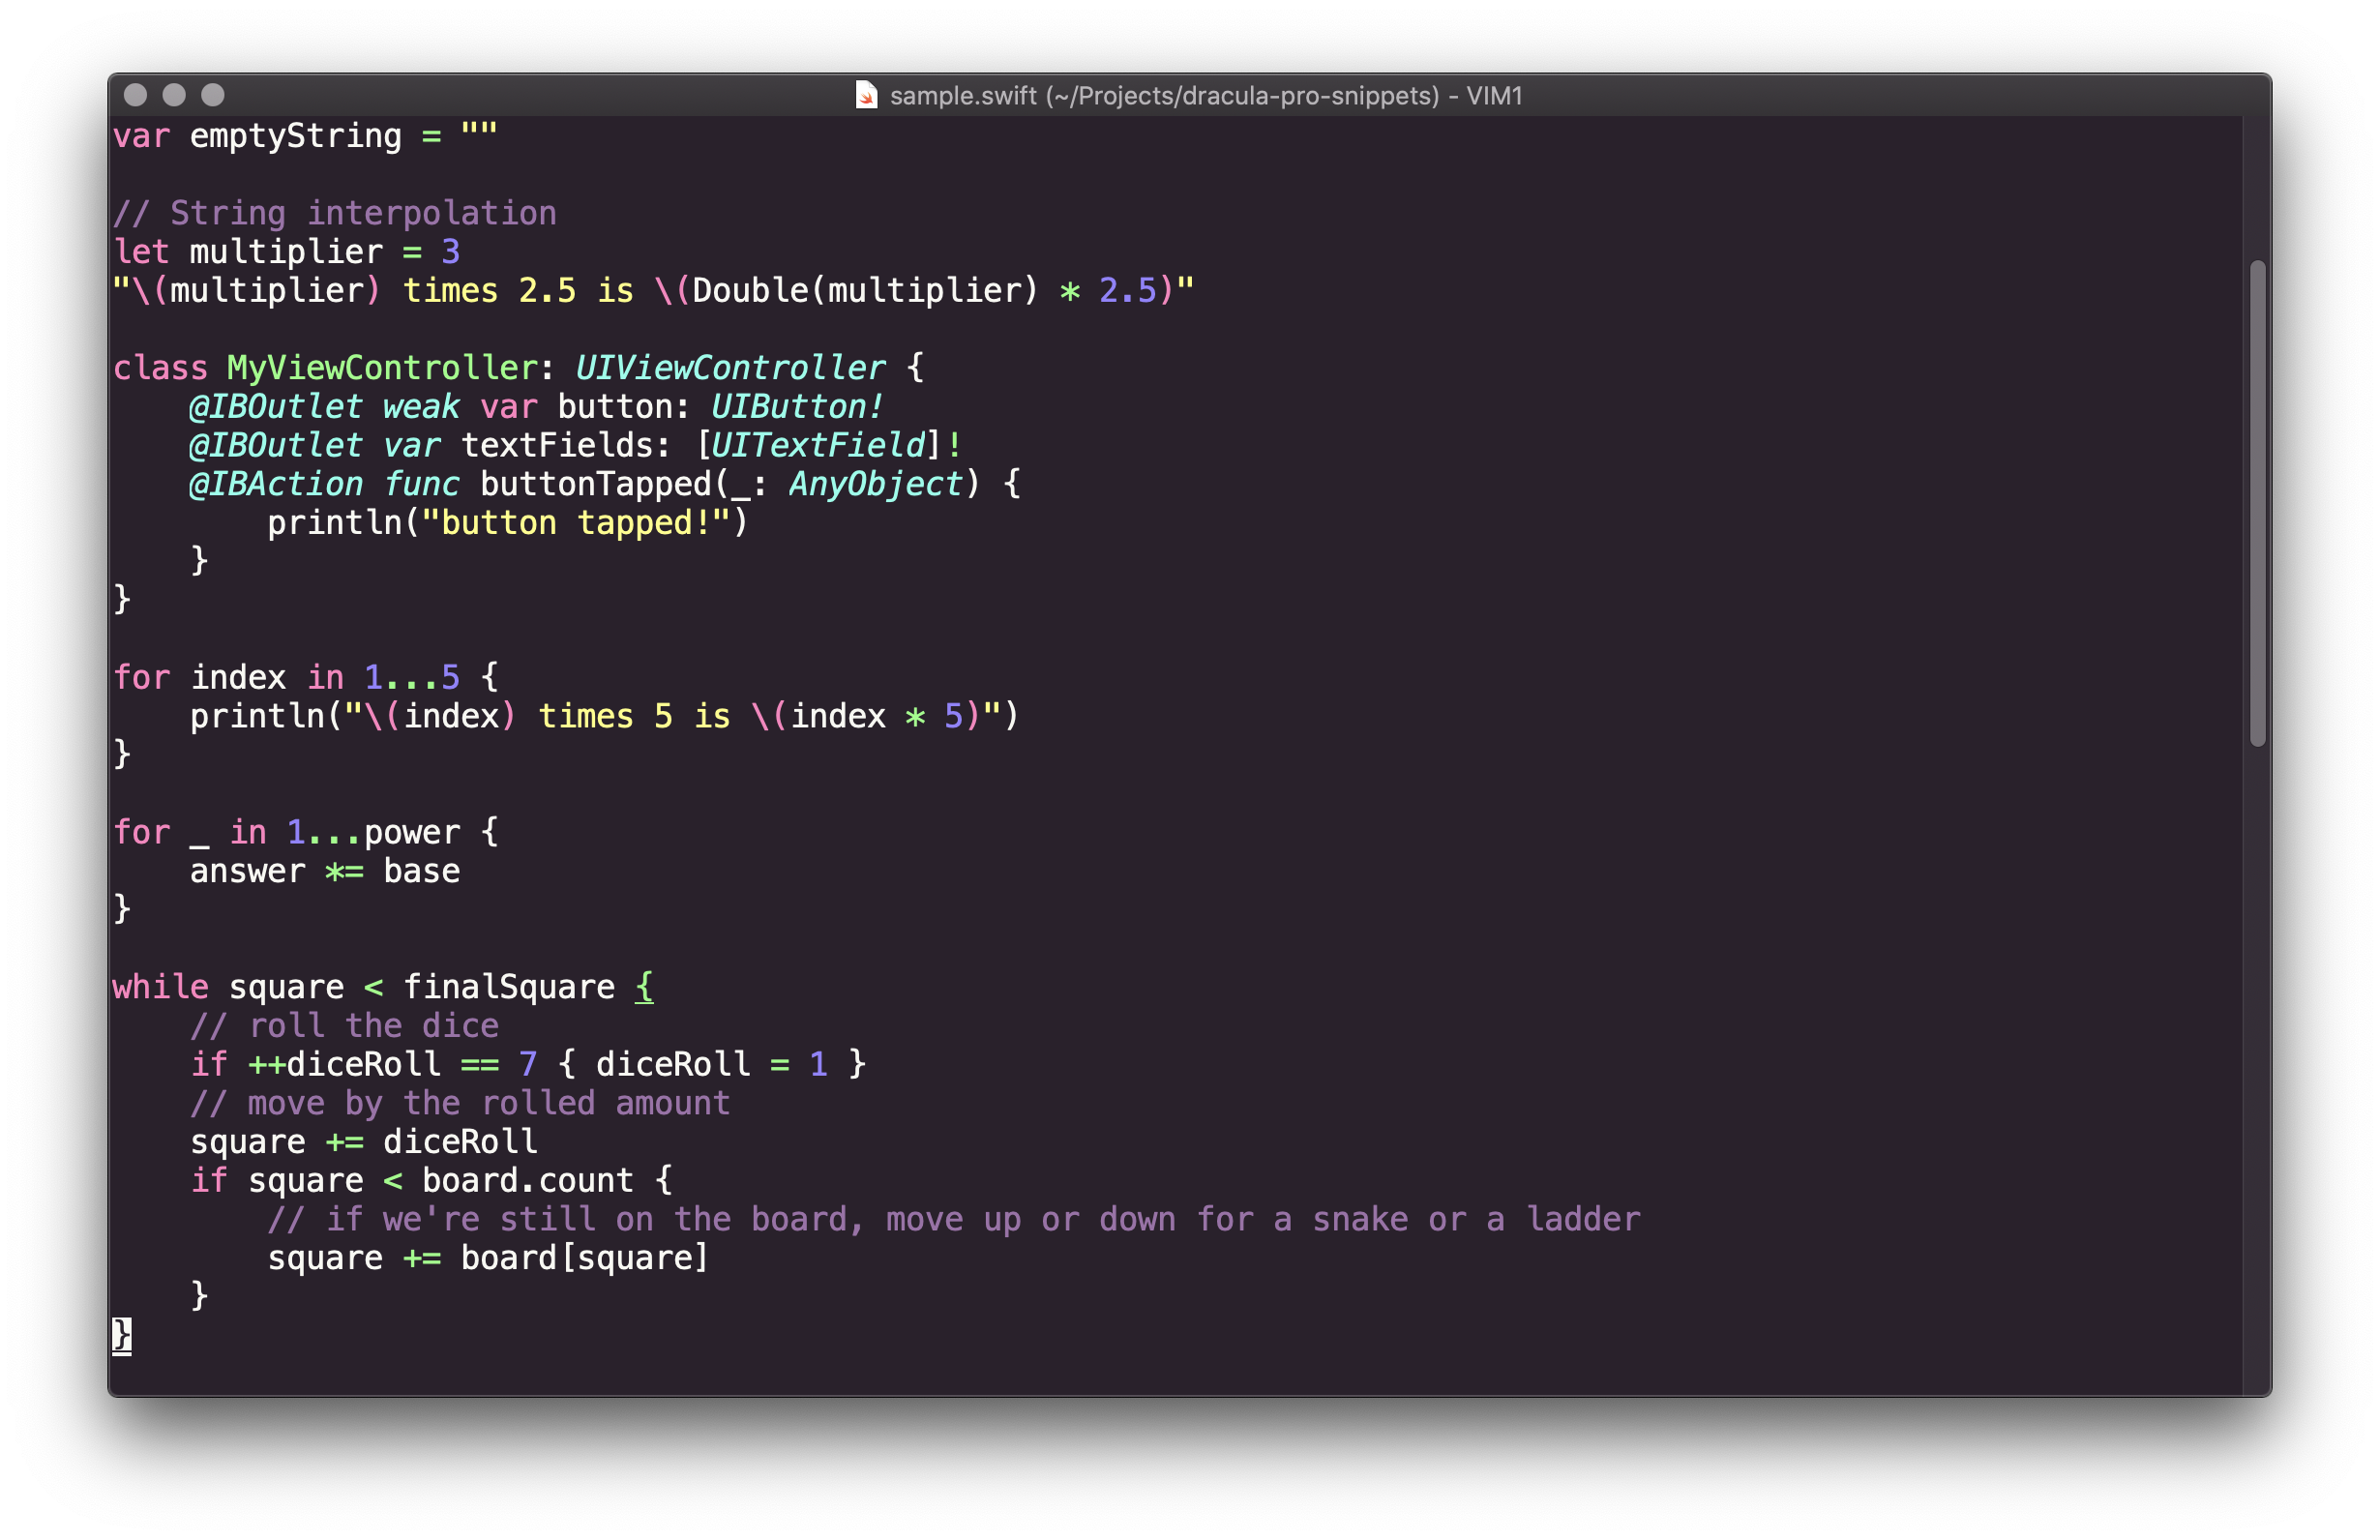 sample.swift (~/Projects/dracula-pro-snippets) - VIM1
var emptyString = ""

// String interpolation
let multiplier = 3
"\(multiplier) times 2.5 is \(Double(multiplier) * 2.5)"

class MyViewController: UIViewController {
    @IBOutlet weak var button: UIButton!
    @IBOutlet var textFields: [UITextField]!
    @IBAction func buttonTapped(_: AnyObject) {
        println("button tapped!")
    }
}

for index in 1...5 {
    println("\(index) times 5 is \(index * 5)")
}

for _ in 1...power {
    answer *= base
}

while square < finalSquare {
    // roll the dice
    if ++diceRoll == 7 { diceRoll = 1 }
    // move by the rolled amount
    square += diceRoll
    if square < board.count {
        // if we're still on the board, move up or down for a snake or a ladder
        square += board[square]
    }
}